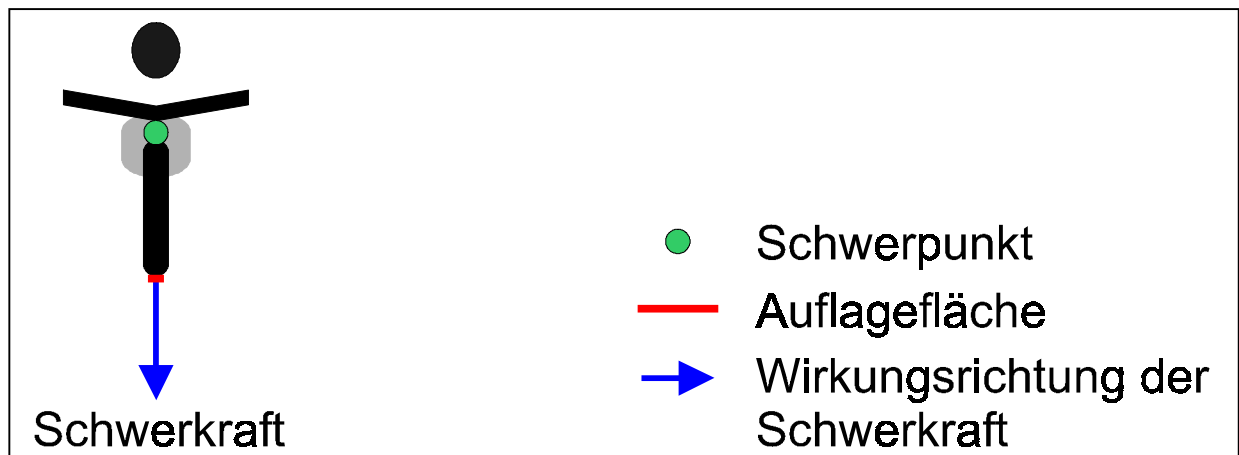 Schwerpunkt
Auflagefläche
Wirkungsrichtung der
Schwerkraft
Schwerkraft